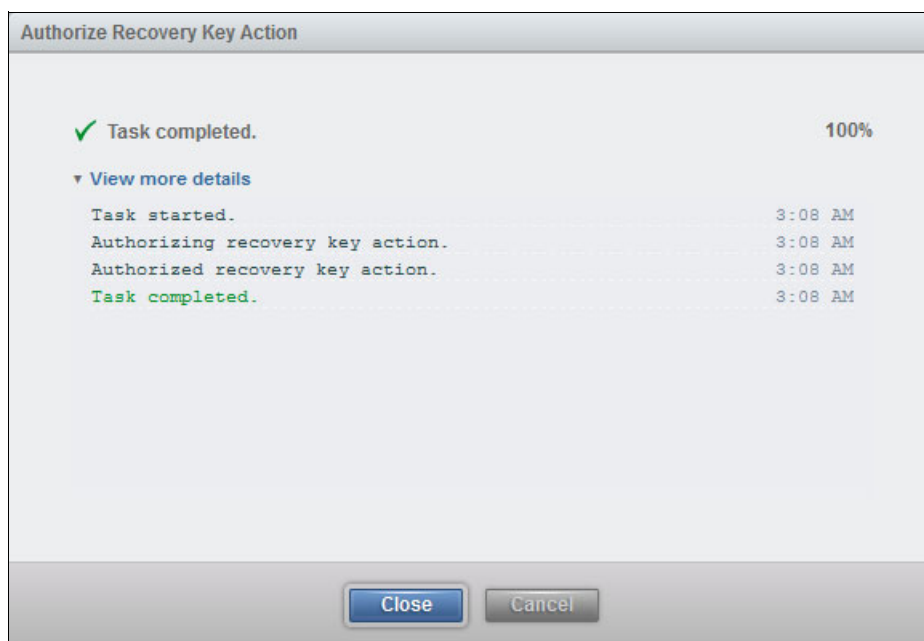 Authorize Recovery Key Action
Task completed. 100%
View more details
Task started. 3:08 AM
Authorizing recovery key action. 3:08 AM
Authorized recovery key action. 3:08 AM
Task completed. 3:08 AM
Close Cancel